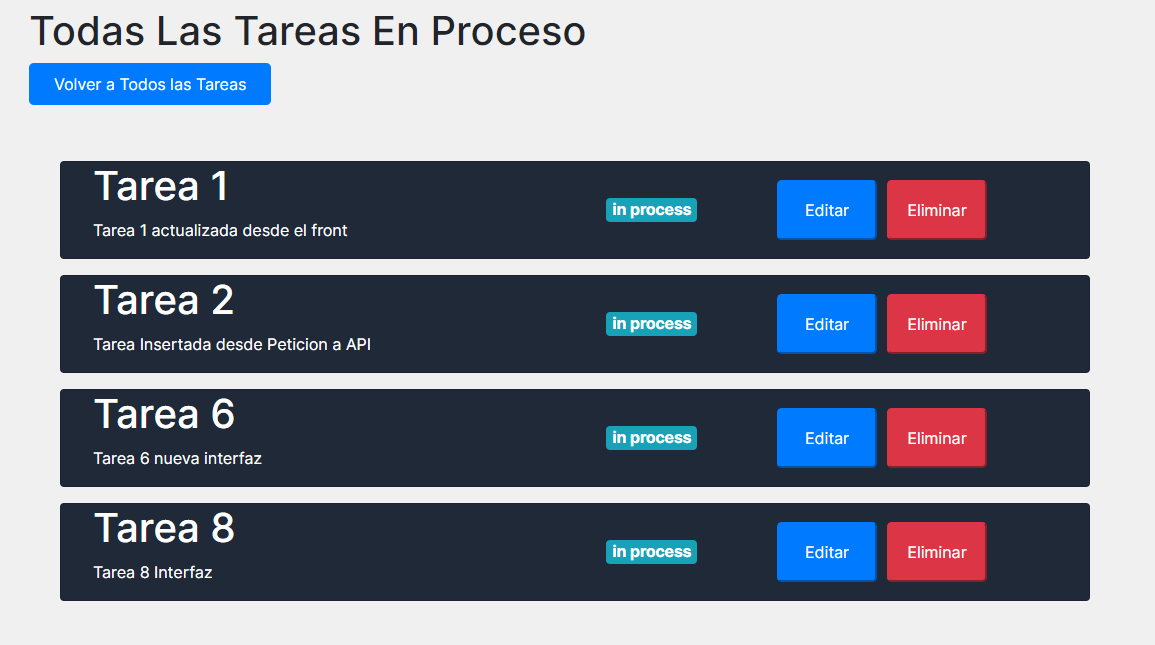 Todas Las Tareas En Proceso
Volver a Todos las Tareas
Tarea 1
Tarea 1 actualizada desde el front
in process
Editar
Eliminar
Tarea 2
Tarea Insertada desde Peticion a API
in process
Editar
Eliminar
Tarea 6
Tarea 6 nueva interfaz
in process
Editar
Eliminar
Tarea 8
Tarea 8 Interfaz
in process
Editar
Eliminar